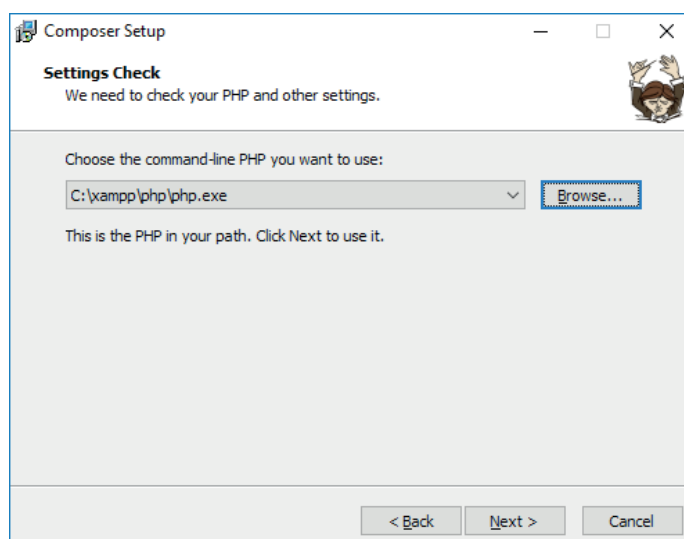 Composer Setup
Settings Check
We need to check your PHP and other settings.
Choose the command-line PHP you want to use:
C:\xampp\php\php.exe
Browse...
This is the PHP in your path. Click Next to use it.
< Back
Next >
Cancel